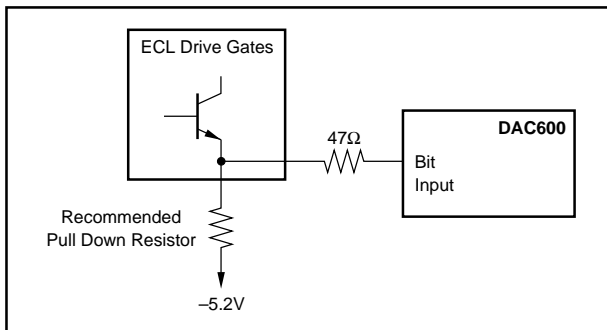 ECL Drive Gates
47Ω
DAC600
Bit
Input
Recommended
Pull Down Resistor
–5.2V